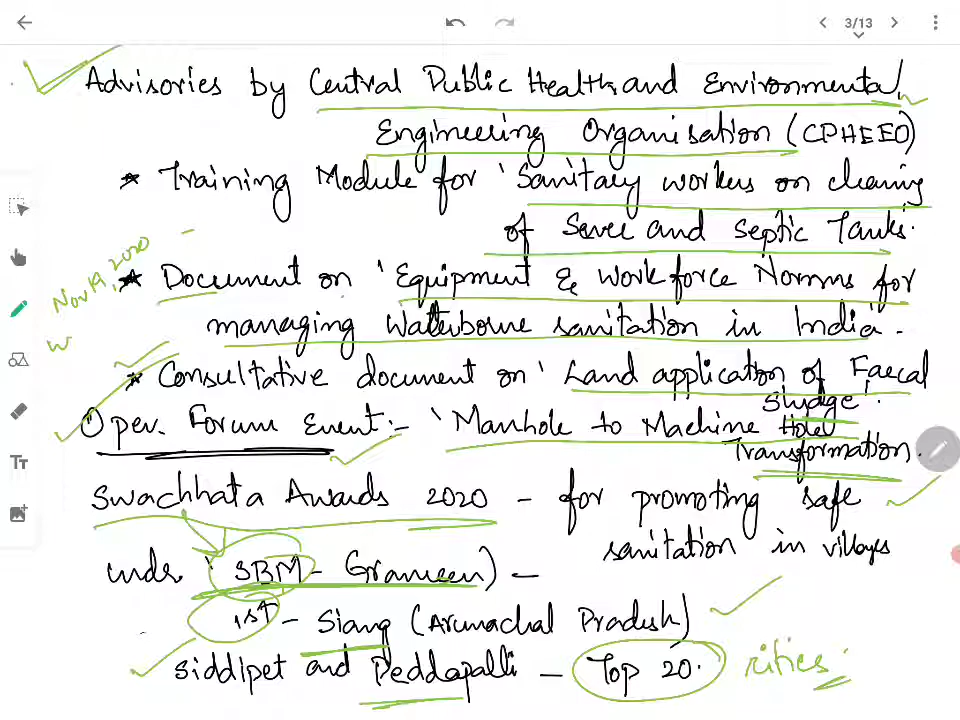 3/13
Advisories by Central Public Health and Environmental
Engineering Organisation (CPHEEO)
* Training Module for 'Sanitary workers on cleaning
of Sewer and Septic Tanks.
Nov 19, 2020
* Document on 'Equipment & Workforce Norms for
managing Waterborne sanitation in India.
w
* Consultative document on 'Land application of Faecal
Sludge'.
Open Forum Event:- 'Manhole to Machine Hole
Transformation.
Swachhata Awards 2020 - for promoting safe
sanitation in villages
under 'SBM - Grameen) -
1st - Siang (Arunachal Pradesh)
Siddipet and Peddapalli - Top 20.
Tt